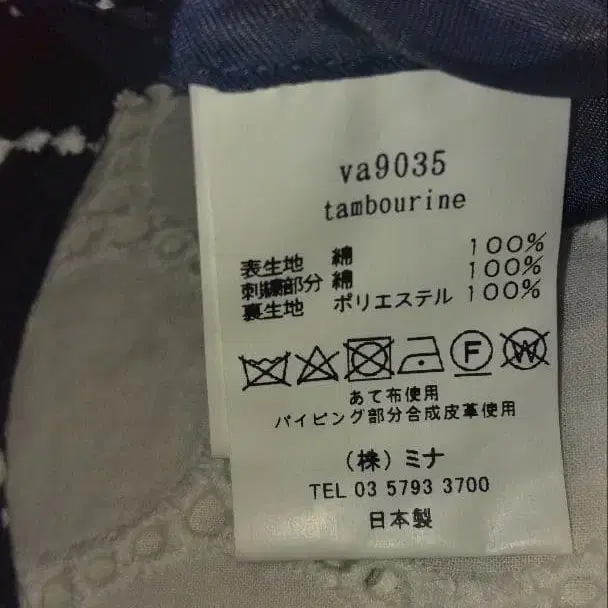 va9035
tambourine
表生地 綿 100%
刺繍部分 綿 100%
裏生地 ポリエステル 100%
F W
あて布使用
パイピング部分合成皮革使用
(株)ミナ
TEL 03 5793 3700
日本製